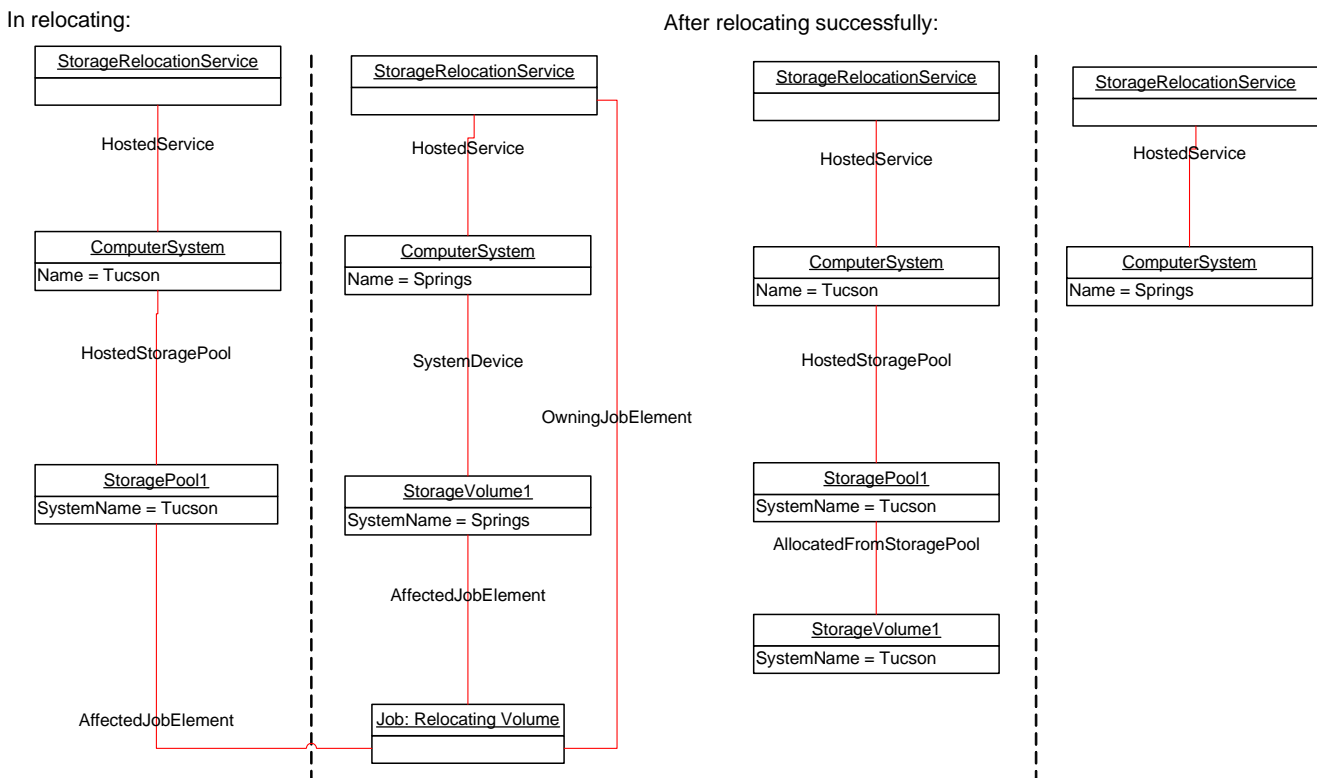 In relocating:
StorageRelocationService
HostedService
ComputerSystem
Name = Tucson
HostedStoragePool
StoragePool1
SystemName = Tucson
AffectedJobElement
StorageRelocationService
HostedService
ComputerSystem
Name = Springs
SystemDevice
OwningJobElement
StorageVolume1
SystemName = Springs
AffectedJobElement
Job: Relocating Volume
After relocating successfully:
StorageRelocationService
HostedService
ComputerSystem
Name = Tucson
HostedStoragePool
StoragePool1
SystemName = Tucson
AllocatedFromStoragePool
StorageVolume1
SystemName = Tucson
StorageRelocationService
HostedService
ComputerSystem
Name = Springs